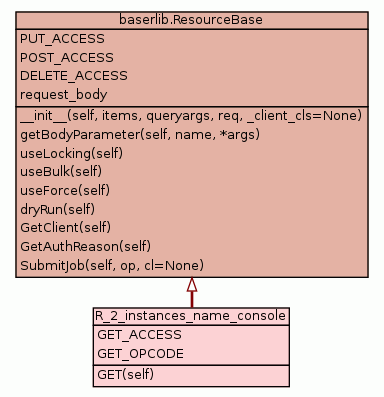 baserlib.ResourceBase
PUT_ACCESS
POST_ACCESS
DELETE_ACCESS
request_body
__init__(self, items, queryargs, req, _client_cls=None)
getBodyParameter(self, name, *args)
useLocking(self)
useBulk(self)
useForce(self)
dryRun(self)
GetClient(self)
GetAuthReason(self)
SubmitJob(self, op, cl=None)
R_2_instances_name_console
GET_ACCESS
GET_OPCODE
GET(self)